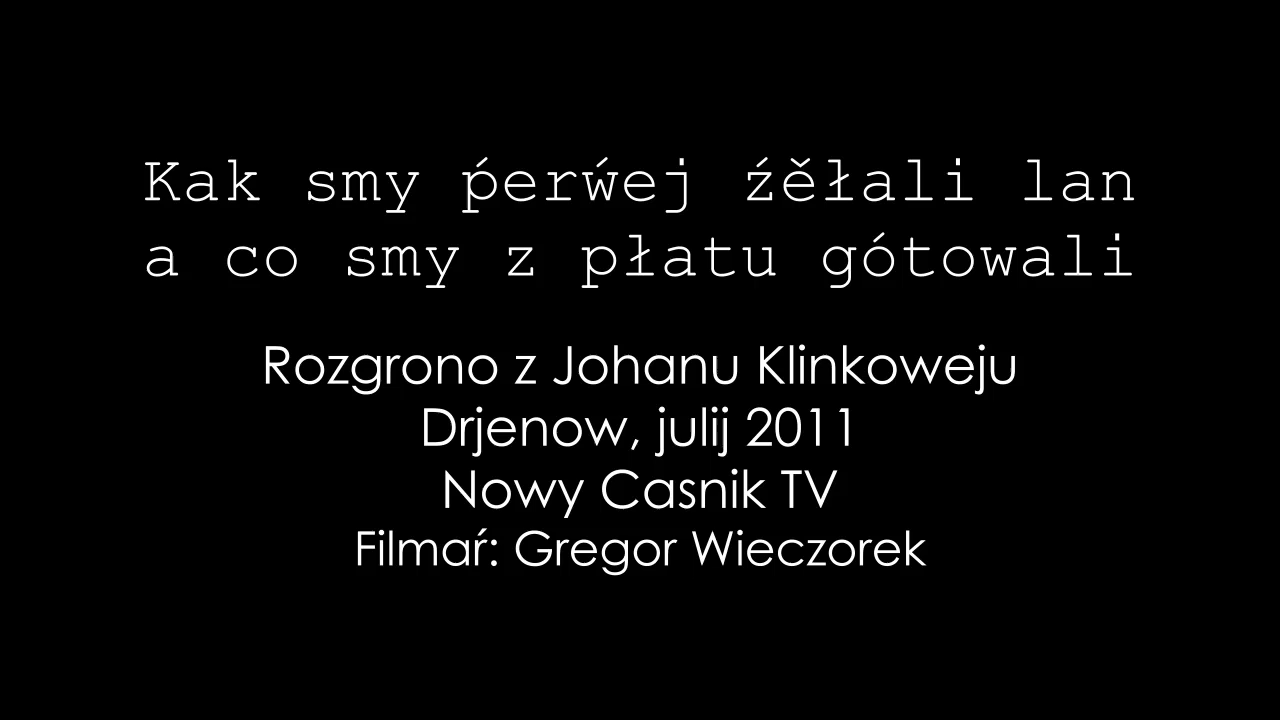 Kak smy ṕerẃej źěłali lan
a co smy z płatu gótowali
Rozgrono z Johanu Klinkoweju
Drjenow, julij 2011
Nowy Casnik TV
Filmaŕ: Gregor Wieczorek